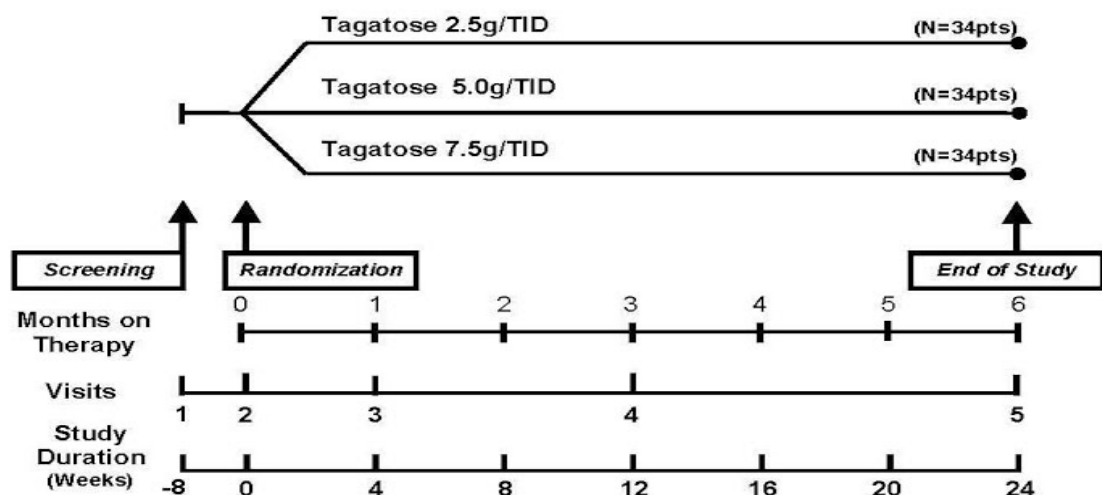 Tagatose 2.5g/TID (N=34pts)
Tagatose 5.0g/TID (N=34pts)
Tagatose 7.5g/TID (N=34pts)
Screening Randomization End of Study
0 1 2 3 4 5 6
Months on
Therapy
Visits
1 2 3 4 5
Study
Duration
(Weeks)
-8 0 4 8 12 16 20 24